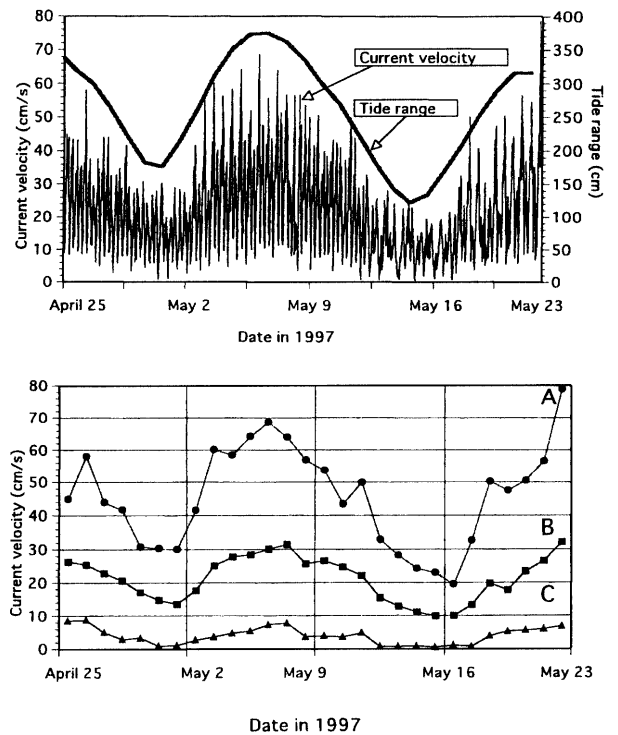 80
70
60
50
40
30
20
10
0
Current velocity (cm/s)
400
350
300
250
200
150
100
50
0
Tide range (cm)
Current velocity
Tide range
April 25 May 2 May 9 May 16 May 23
Date in 1997
80
70
60
50
40
30
20
10
0
Current velocity (cm/s)
A
B
C
April 25 May 2 May 9 May 16 May 23
Date in 1997